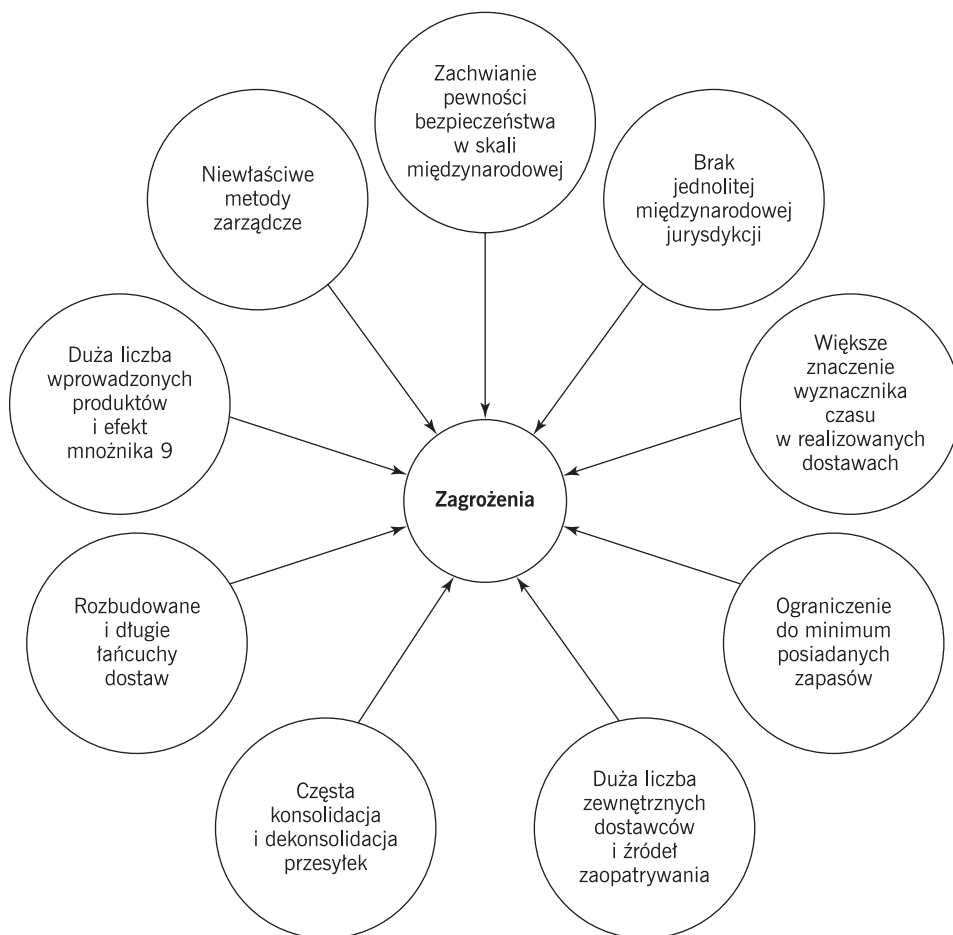 Zachwianie
pewności
bezpieczeństwa
w skali
międzynarodowej
Brak
jednolitej
międzynarodowej
jurysdykcji
Większe
znaczenie
wyznacznika
czasu
w realizowanych
dostawach
Ograniczenie
do minimum
posiadanych
zapasów
Duża liczba
zewnętrznych
dostawców
i źródeł
zaopatrywania
Częsta
konsolidacja
i dekonsolidacja
przesyłek
Rozbudowane
i długie
łańcuchy
dostaw
Duża liczba
wprowadzonych
produktów
i efekt
mnożnika 9
Niewłaściwe
metody
zarządcze
Zagrożenia